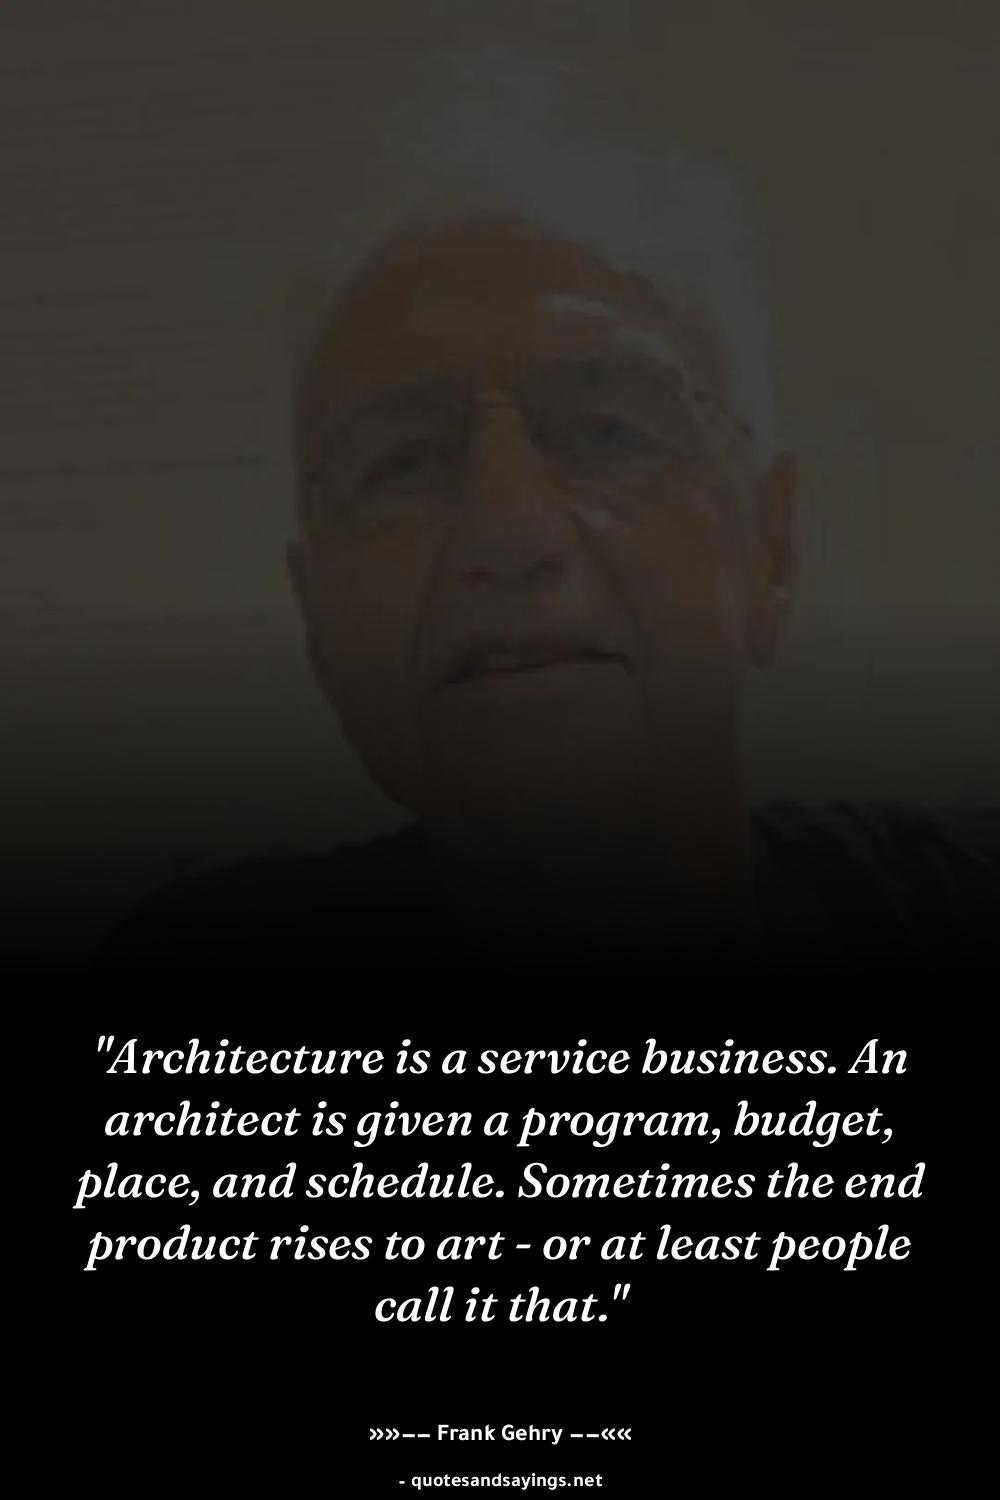 "Architecture is a service business. An
architect is given a program, budget,
place, and schedule. Sometimes the end
product rises to art - or at least people
call it that."
»»—— Frank Gehry ——««
- quotesandsayings.net